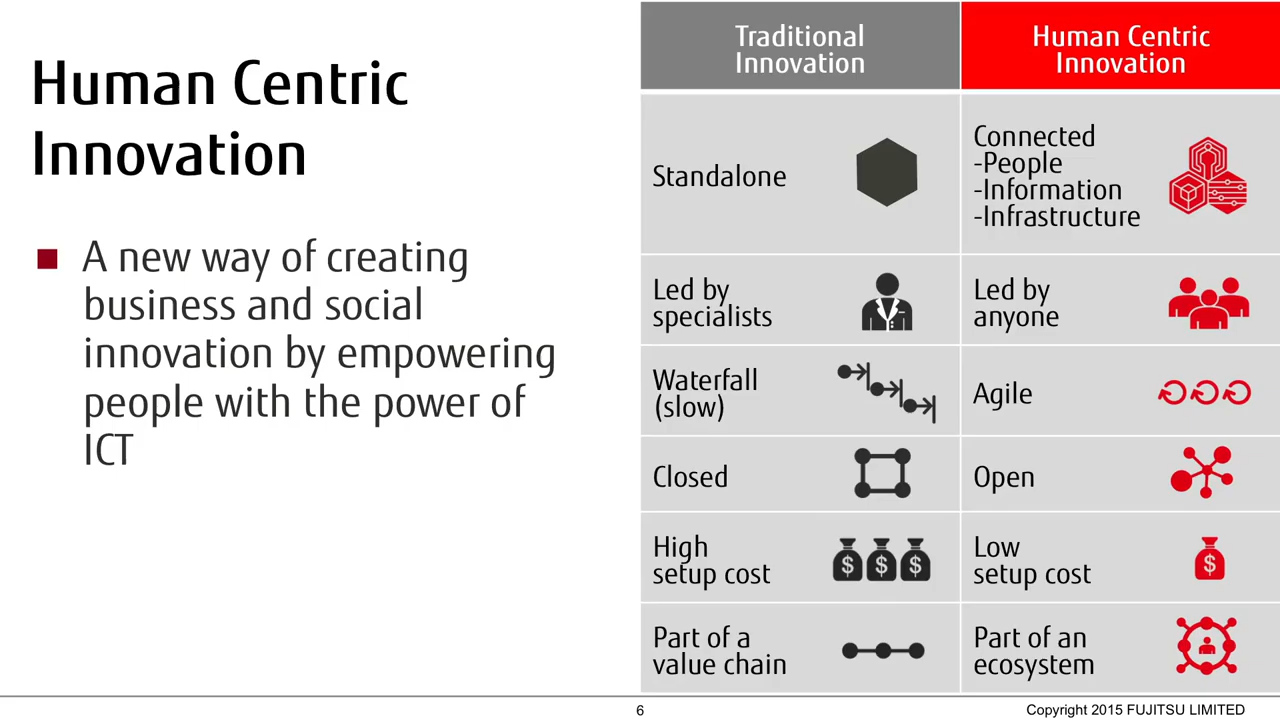 Human Centric
Innovation
A new way of creating
business and social
innovation by empowering
people with the power of
ICT
Traditional
Innovation
Human Centric
Innovation
Standalone
Connected
-People
-Information
-Infrastructure
Led by
specialists
Led by
anyone
Waterfall
(slow)
Agile
Closed
Open
High
setup cost
$ $ $
Low
setup cost
$
Part of a
value chain
Part of an
ecosystem
6
Copyright 2015 FUJITSU LIMITED